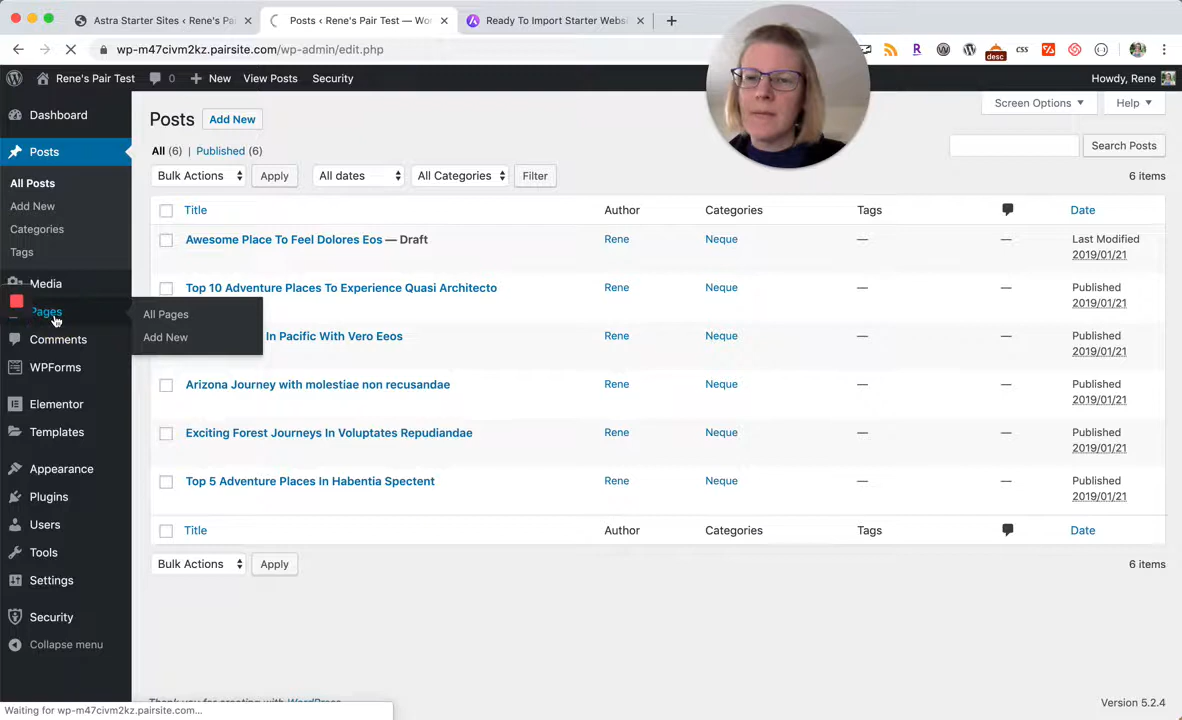 Astra Starter Sites ‹ Rene's Pai
Posts ‹ Rene's Pair Test — Wo
Ready To Import Starter Websi
wp-m47civm2kz.pairsite.com/wp-admin/edit.php
desc
css
Rene's Pair Test
0
New
View Posts
Security
Howdy, Rene
Dashboard
Posts
All Posts
Add New
Categories
Tags
Media
Pages
All Pages
Add New
Comments
WPForms
Elementor
Templates
Appearance
Plugins
Users
Tools
Settings
Security
Collapse menu
Posts
Add New
Screen Options
Help
All (6) | Published (6)
Search Posts
Bulk Actions
Apply
All dates
All Categories
Filter
6 items
Title Author Categories Tags Date
Awesome Place To Feel Dolores Eos — Draft Rene Neque — — Last Modified
2019/01/21
Top 10 Adventure Places To Experience Quasi Architecto Rene Neque — — Published
2019/01/21
In Pacific With Vero Eeos Rene Neque — — Published
2019/01/21
Arizona Journey with molestiae non recusandae Rene Neque — — Published
2019/01/21
Exciting Forest Journeys In Voluptates Repudiandae Rene Neque — — Published
2019/01/21
Top 5 Adventure Places In Habentia Spectent Rene Neque — — Published
2019/01/21
Title Author Categories Tags Date
Bulk Actions
Apply
6 items
Thank you for creating with WordPress
Version 5.2.4
Waiting for wp-m47civm2kz.pairsite.com...